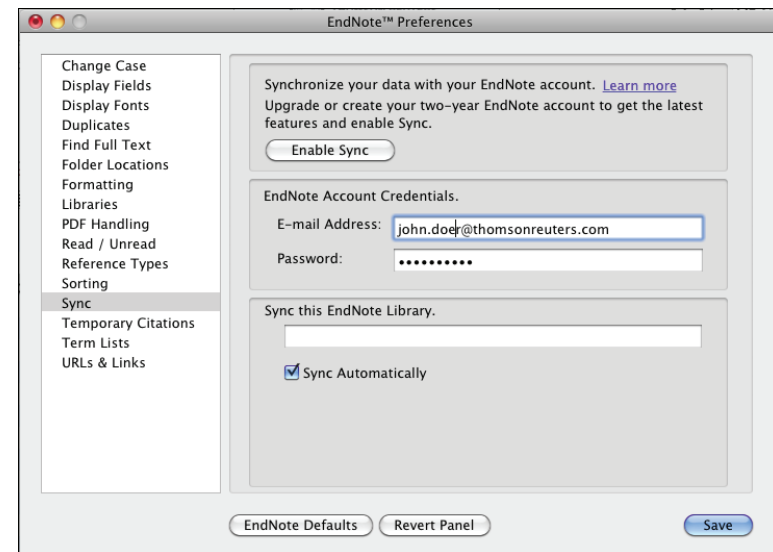 EndNote™ Preferences
Change Case
Display Fields
Display Fonts
Duplicates
Find Full Text
Folder Locations
Formatting
Libraries
PDF Handling
Read / Unread
Reference Types
Sorting
Sync
Temporary Citations
Term Lists
URLs & Links
Synchronize your data with your EndNote account. Learn more
Upgrade or create your two-year EndNote account to get the latest
features and enable Sync.
Enable Sync
EndNote Account Credentials.
E-mail Address: john.doer@thomsonreuters.com
Password: ••••••••••
Sync this EndNote Library.
Sync Automatically
EndNote Defaults Revert Panel Save